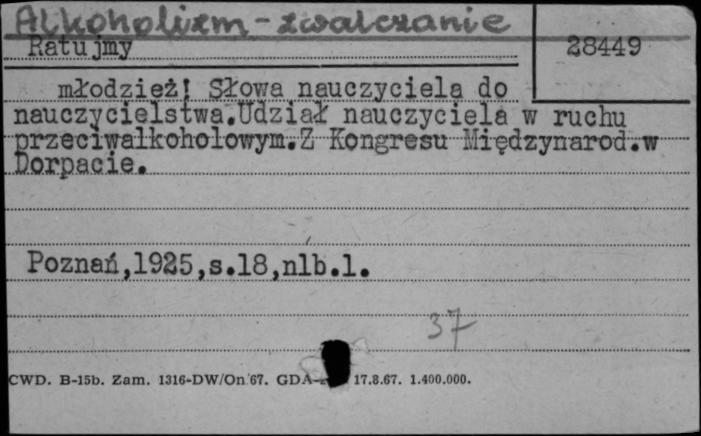 Alkoholizm - zwalczanie
Ratujmy
28449
młodzież! Słowa nauczyciela do
nauczycielstwa.Udział nauczyciela w ruchu
przeciwalkoholowym.Z Kongresu Międzynarod.w
Dorpacie.
Poznań,1925,s.18,nlb.1.
37
CWD. B-15b. Zam. 1316-DW/On 67. 17.8.67. 1.400.000.